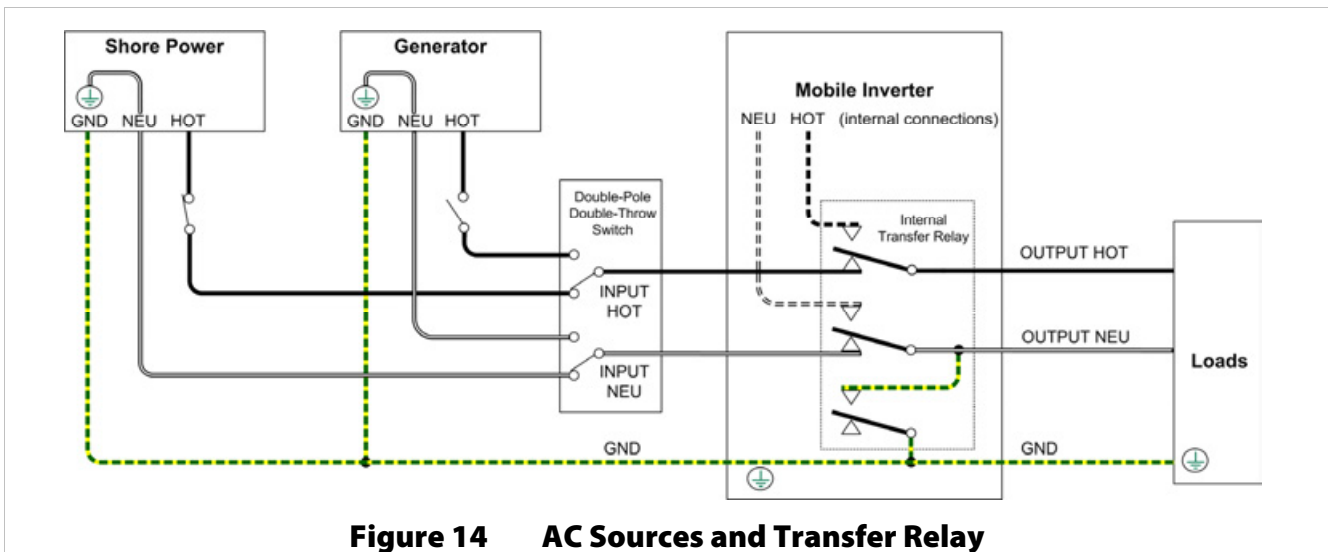 Shore Power
GND NEU HOT
Generator
GND NEU HOT
Double-Pole
Double-Throw
Switch
INPUT
HOT
INPUT
NEU
Mobile Inverter
NEU HOT (internal connections)
Internal
Transfer Relay
OUTPUT HOT
OUTPUT NEU
Loads
GND
GND
Figure 14 AC Sources and Transfer Relay